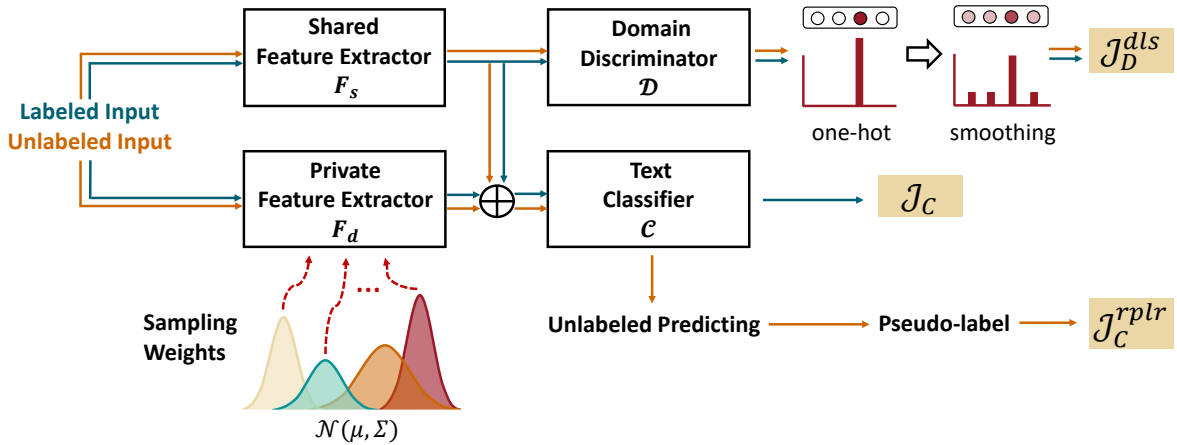 Shared
Feature Extractor
F_s
Domain
Discriminator
𝒟
one-hot
smoothing
𝒥_D^{dls}
Labeled Input
Unlabeled Input
Private
Feature Extractor
F_d
Text
Classifier
𝒞
𝒥_C
Sampling
Weights
...
𝒩(μ, Σ)
Unlabeled Predicting
Pseudo-label
𝒥_C^{rplr}